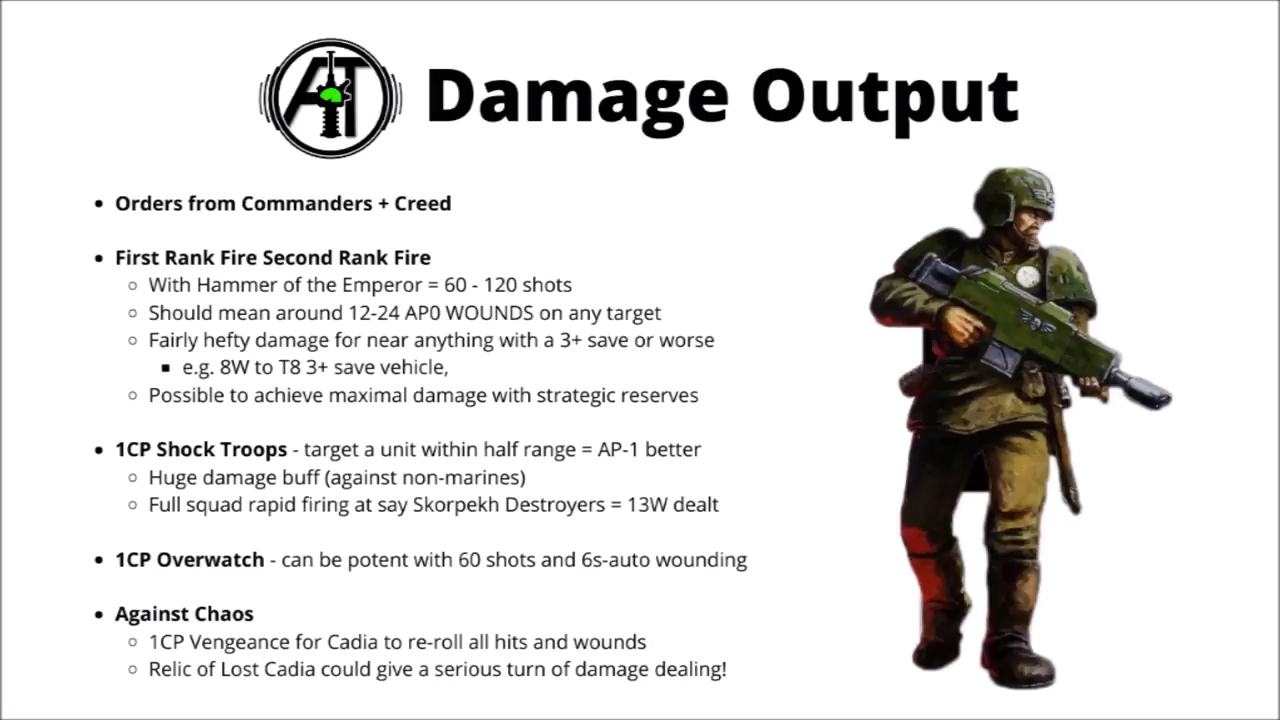 AT Damage Output
Orders from Commanders + Creed
First Rank Fire Second Rank Fire
With Hammer of the Emperor = 60 - 120 shots
Should mean around 12-24 AP0 WOUNDS on any target
Fairly hefty damage for near anything with a 3+ save or worse
e.g. 8W to T8 3+ save vehicle,
Possible to achieve maximal damage with strategic reserves
1CP Shock Troops - target a unit within half range = AP-1 better
Huge damage buff (against non-marines)
Full squad rapid firing at say Skorpekh Destroyers = 13W dealt
1CP Overwatch - can be potent with 60 shots and 6s-auto wounding
Against Chaos
1CP Vengeance for Cadia to re-roll all hits and wounds
Relic of Lost Cadia could give a serious turn of damage dealing!